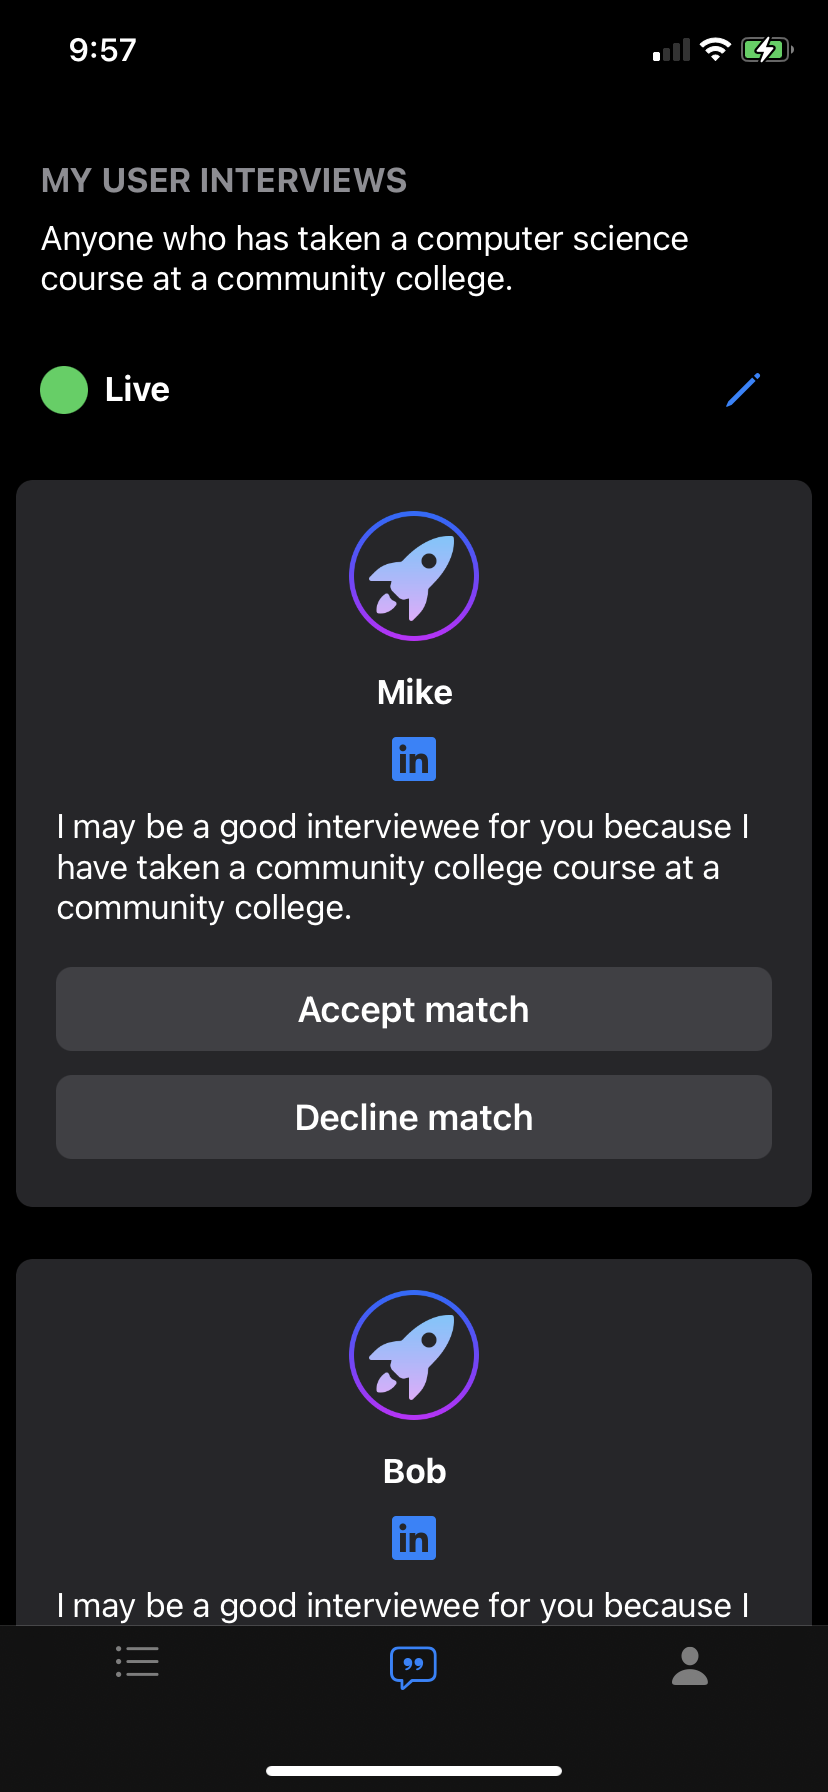 9:57
MY USER INTERVIEWS
Anyone who has taken a computer science
course at a community college.
Live
Mike
in
I may be a good interviewee for you because I
have taken a community college course at a
community college.
Accept match
Decline match
Bob
in
I may be a good interviewee for you because I